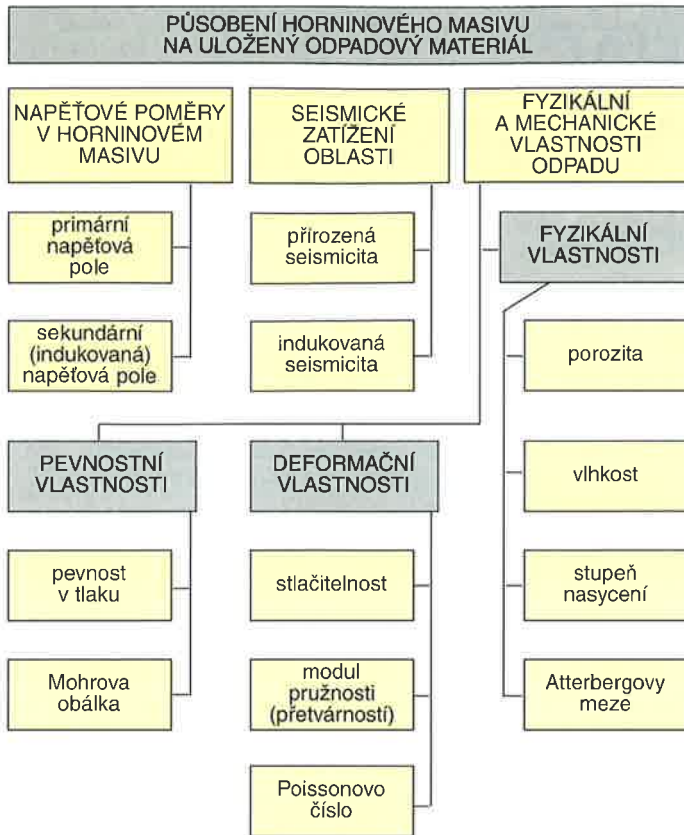 PŮSOBENÍ HORNINOVÉHO MASIVU
NA ULOŽENÝ ODPADOVÝ MATERIÁL
NAPĚŤOVÉ POMĚRY
V HORNINOVÉM
MASIVU
primární
napěťová
pole
sekundární
(indukovaná)
napěťová pole
SEISMICKÉ
ZATÍŽENÍ
OBLASTI
přírozená
seismicita
indukovaná
seismicita
FYZIKÁLNÍ
A MECHANICKÉ
VLASTNOSTI
ODPADU
FYZIKÁLNÍ
VLASTNOSTI
porozita
vlhkost
stupeň
nasycení
Atterbergovy
meze
PEVNOSTNÍ
VLASTNOSTI
pevnost
v tlaku
Mohrova
obálka
DEFORMAČNÍ
VLASTNOSTI
stlačitelnost
modul
pružnosti
(přetvárností)
Poissonovo
číslo